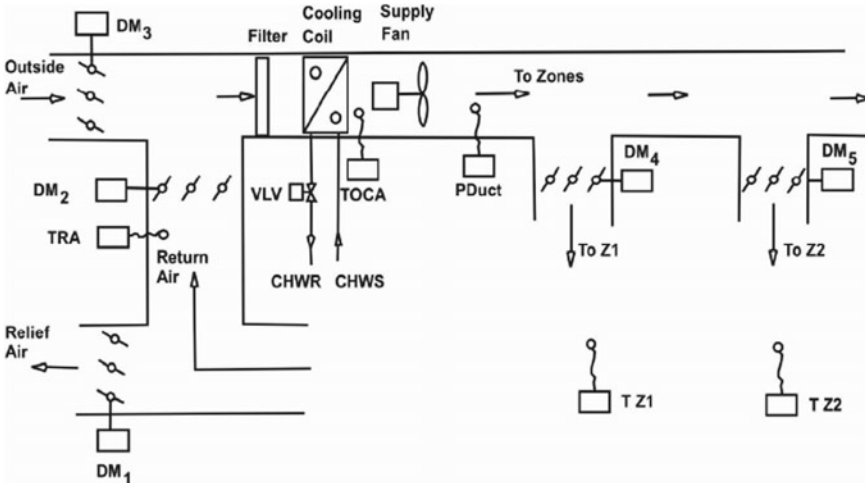 DM3
Filter
Cooling
Coil
Supply
Fan
Outside
Air
To Zones
DM2
VLV
TOCA
PDuct
DM4
DM5
TRA
Return
Air
CHWR
CHWS
To Z1
To Z2
Relief
Air
T Z1
T Z2
DM1